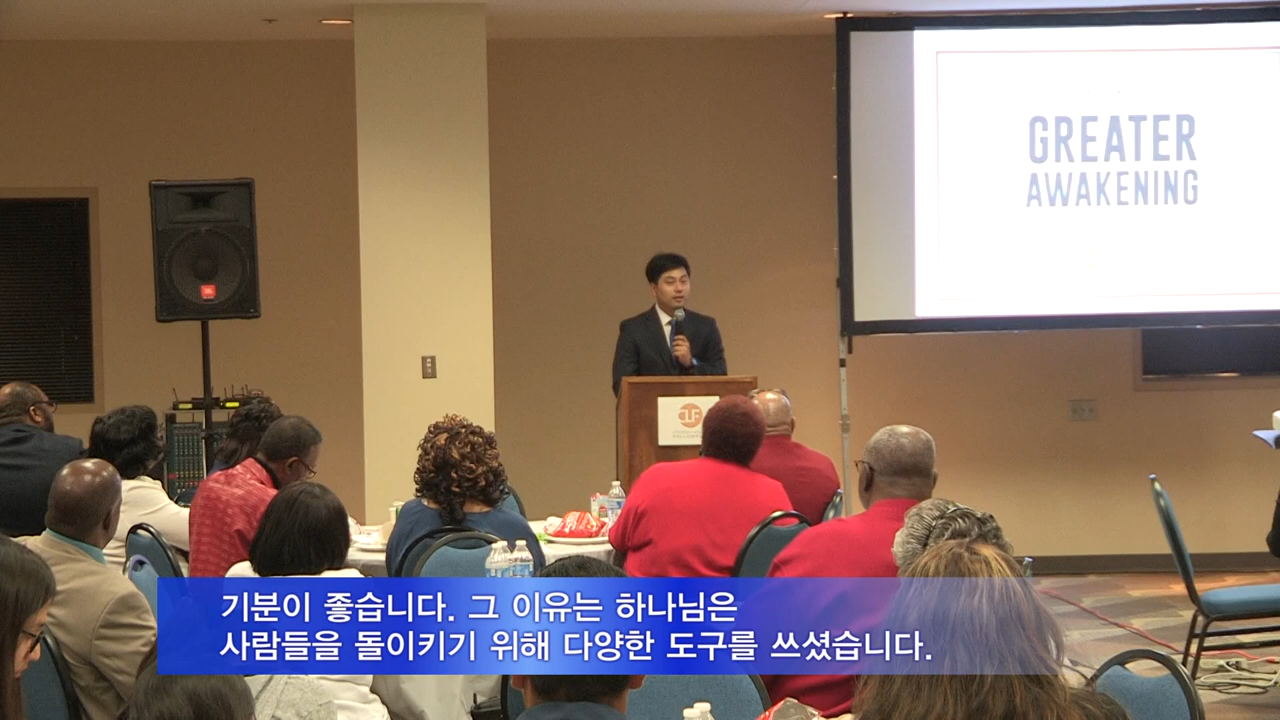 GREATER
AWAKENING
CLF
기분이 좋습니다. 그 이유는 하나님은
사람들을 돌이키기 위해 다양한 도구를 쓰셨습니다.